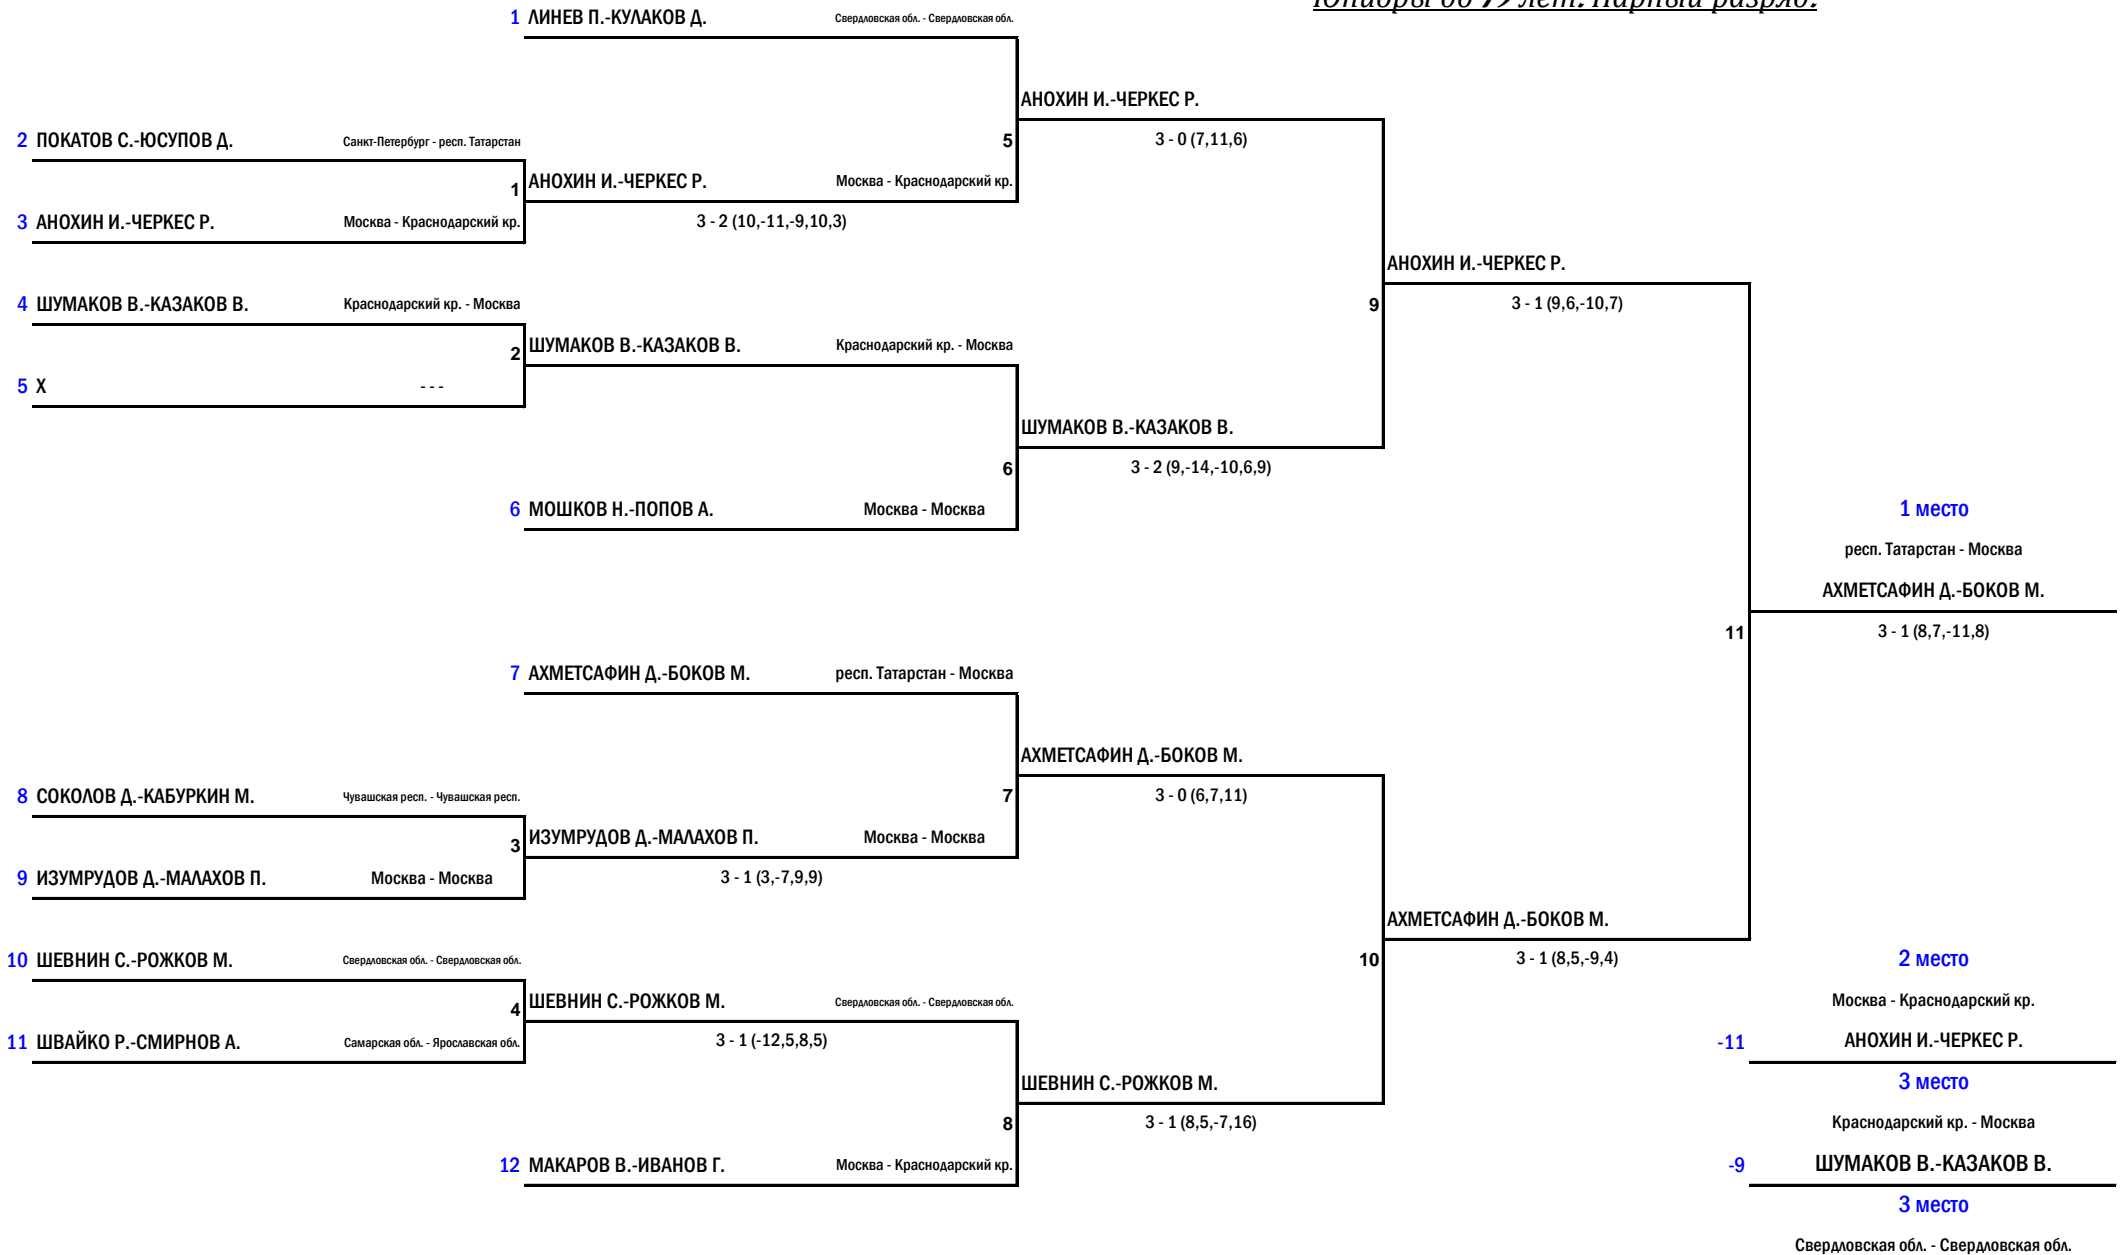 Юниоры до 19 лет. Парный разряд.
1 ЛИНЕВ П.-КУЛАКОВ Д. Свердловская обл. - Свердловская обл.
АНОХИН И.-ЧЕРКЕС Р.
2 ПОКАТОВ С.-ЮСУПОВ Д. Санкт-Петербург - респ. Татарстан 5 3 - 0 (7,11,6)
1 АНОХИН И.-ЧЕРКЕС Р. Москва - Краснодарский кр.
3 АНОХИН И.-ЧЕРКЕС Р. Москва - Краснодарский кр. 3 - 2 (10,-11,-9,10,3)
АНОХИН И.-ЧЕРКЕС Р.
4 ШУМАКОВ В.-КАЗАКОВ В. Краснодарский кр. - Москва 9 3 - 1 (9,6,-10,7)
2 ШУМАКОВ В.-КАЗАКОВ В. Краснодарский кр. - Москва
5 Х - - -
ШУМАКОВ В.-КАЗАКОВ В.
6 3 - 2 (9,-14,-10,6,9)
6 МОШКОВ Н.-ПОПОВ А. Москва - Москва 1 место
респ. Татарстан - Москва
АХМЕТСАФИН Д.-БОКОВ М.
11 3 - 1 (8,7,-11,8)
7 АХМЕТСАФИН Д.-БОКОВ М. респ. Татарстан - Москва
АХМЕТСАФИН Д.-БОКОВ М.
8 СОКОЛОВ Д.-КАБУРКИН М. Чувашская респ. - Чувашская респ. 7 3 - 0 (6,7,11)
3 ИЗУМРУДОВ Д.-МАЛАХОВ П. Москва - Москва
9 ИЗУМРУДОВ Д.-МАЛАХОВ П. Москва - Москва 3 - 1 (3,-7,9,9)
АХМЕТСАФИН Д.-БОКОВ М.
10 ШЕВНИН С.-РОЖКОВ М. Свердловская обл. - Свердловская обл. 10 3 - 1 (8,5,-9,4) 2 место
4 ШЕВНИН С.-РОЖКОВ М. Свердловская обл. - Свердловская обл. Москва - Краснодарский кр.
11 ШВАЙКО Р.-СМИРНОВ А. Самарская обл. - Ярославская обл. 3 - 1 (-12,5,8,5) -11 АНОХИН И.-ЧЕРКЕС Р.
ШЕВНИН С.-РОЖКОВ М. 3 место
8 3 - 1 (8,5,-7,16) Краснодарский кр. - Москва
12 МАКАРОВ В.-ИВАНОВ Г. Москва - Краснодарский кр. -9 ШУМАКОВ В.-КАЗАКОВ В.
3 место
Свердловская обл. - Свердловская обл.